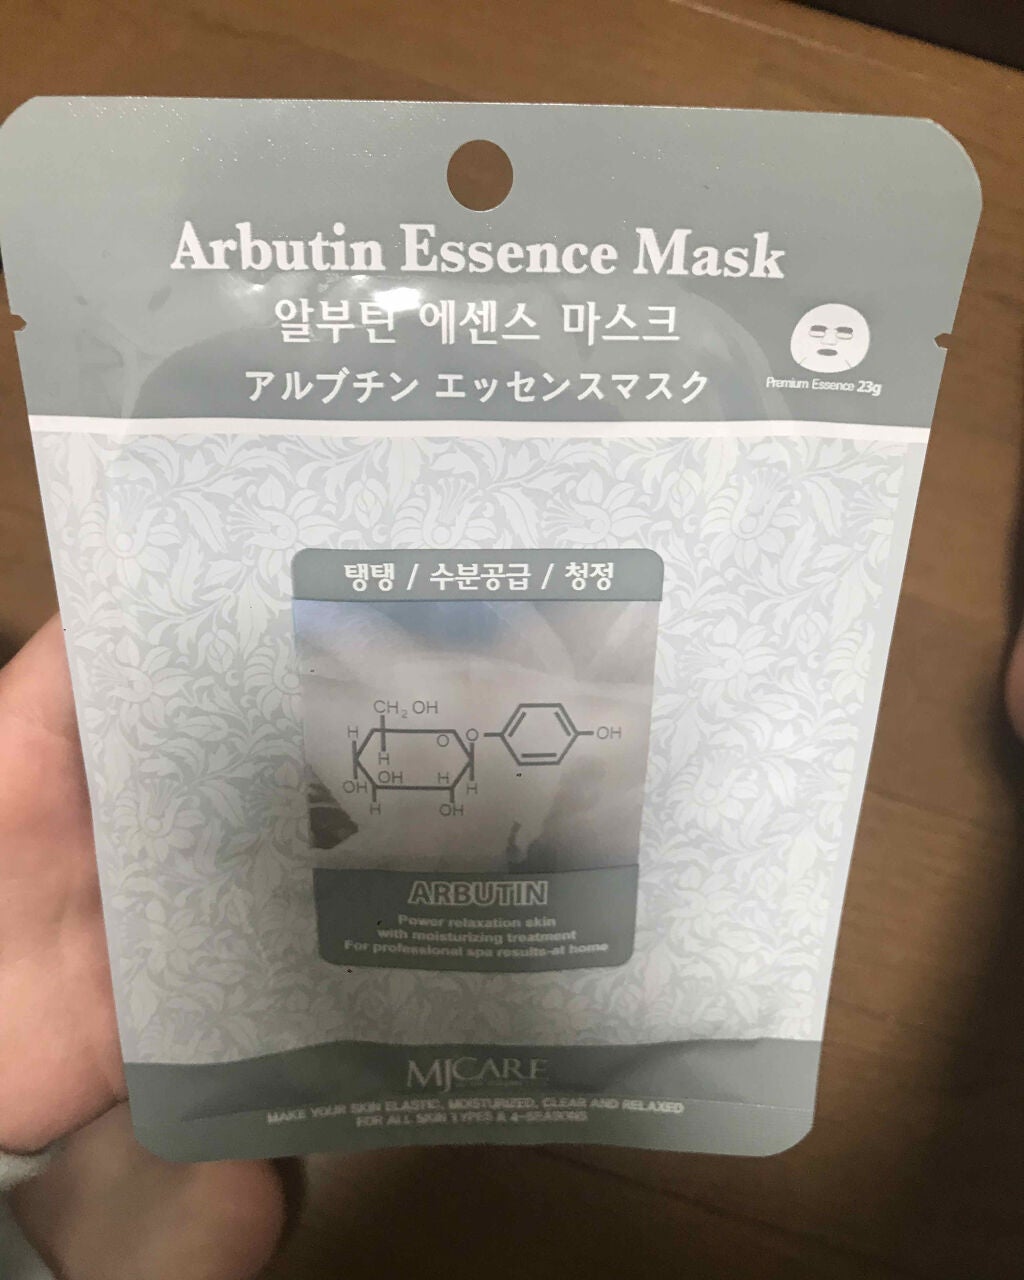 Arbutin Essence Mask
알부틴 에센스 마스크
アルブチン エッセンスマスク
Premium Essence 23g
탱탱 / 수분공급 / 청정
CH2 OH
H
O
O
OH
H
OH
OH
H
H
H
OH
ARBUTIN
Power relaxation skin
with moisturizing treatment
For professional spa results-at home
MJCARE
MAKE YOUR SKIN ELASTIC, MOISTURIZED, CLEAR AND RELAXED
FOR ALL SKIN TYPES & 4-SEASONS